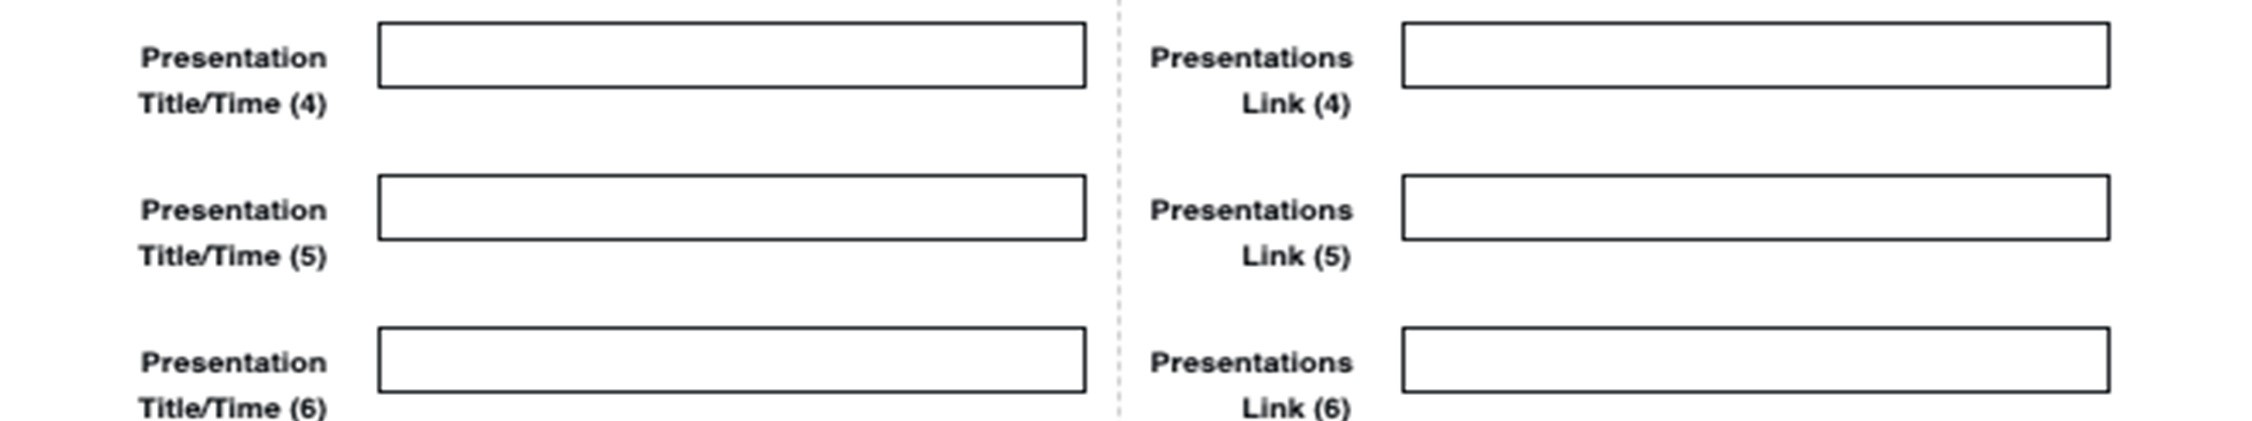 Presentation
Title/Time (4)
Presentations
Link (4)
Presentation
Title/Time (5)
Presentations
Link (5)
Presentation
Title/Time (6)
Presentations
Link (6)